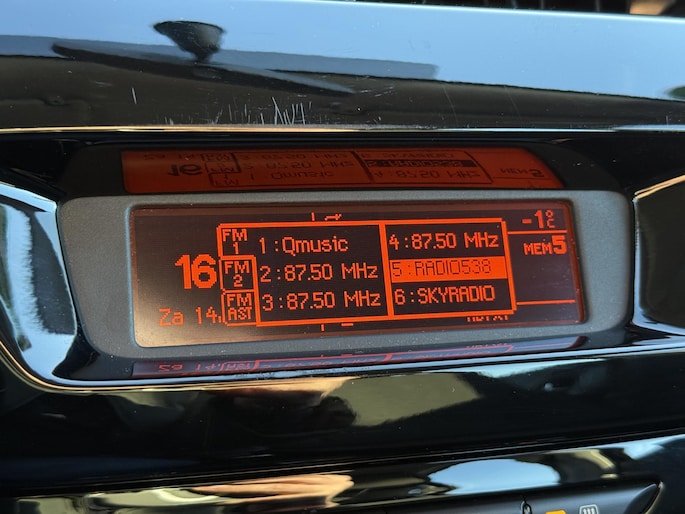 -1°C
FM 1
1:Qmusic
4:87.50 MHz
MEM5
16
FM 2
2:87.50 MHz
5:RADIO538
FM AST
3:87.50 MHz
6:SKYRADIO
Za 14